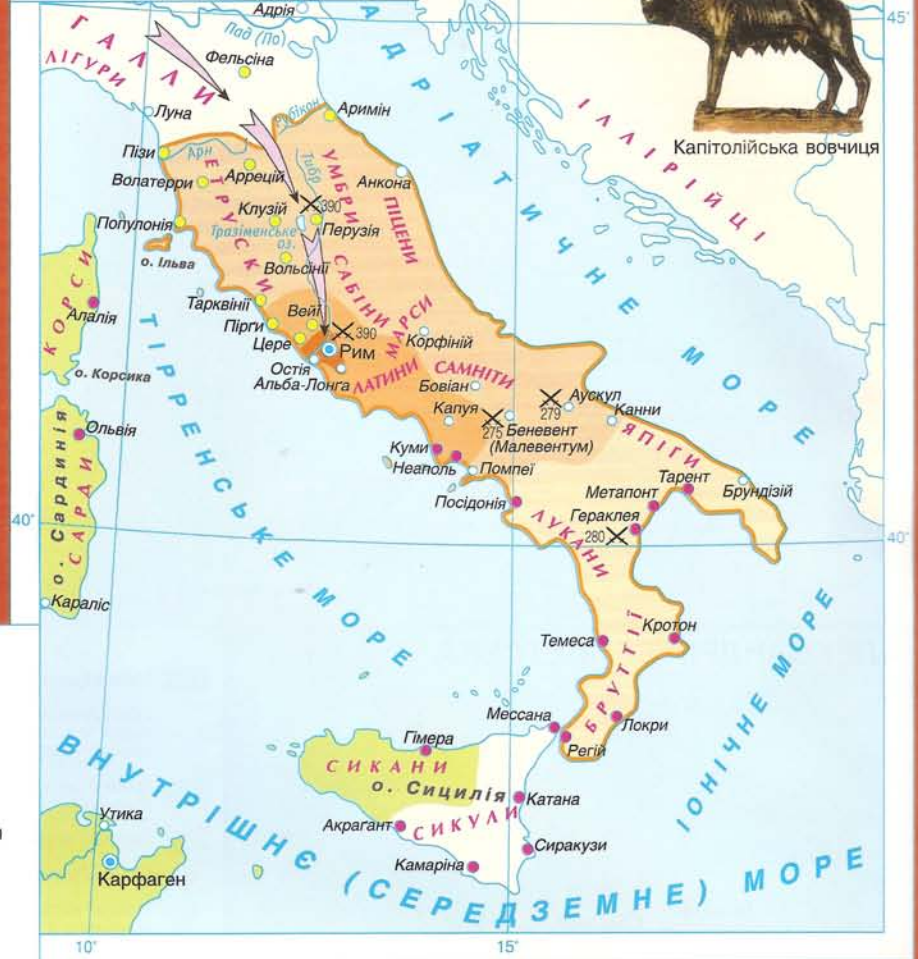 Адрія
45°
Пад (По)
Фельсіна
ГАЛЛИ
ЛІГУРИ
АДРІАТИЧНЕ МОРЕ
ІЛЛІРІЙЦІ
Капітолійська вовчиця
Луна
Рубікон
Аримін
Пізи
Арн
Тибр
Волатерри
Аррецій
ЕТРУСКИ
УМБРИ
Анкона
ПІЦЕНИ
390
Популонія
Клузій
Перузія
Тразіменське
оз.
о. Ільва
Вольсінії
САБІНИ
КОРСИ
Алалія
Тарквінії
Вейї
МАРСИ
Пірги
390
Цере
Рим
Корфіній
о. Корсика
Остія
Альба-Лонга
ЛАТИНИ
САМНІТИ
Бовіан
Аускул
279
Канни
Капуя
275
Беневент
(Малевентум)
ЯПІГИ
Ольвія
Куми
Неаполь
Помпеї
Тарент
Брундізій
Метапонт
Посідонія
Гераклея
ЛУКАНИ
280
о. Сардинія
САРДИ
40°
40°
ТІРРЕНСЬКЕ МОРЕ
Караліс
Темеса
Кротон
БРУТТІЇ
ІОНІЧНЕ МОРЕ
Мессана
Локри
Регій
Гімера
СИКАНИ
о. Сицилія
Катана
СИКУЛИ
Акрагант
Сиракузи
Камаріна
Утика
Карфаген
ВНУТРІШНЄ (СЕРЕДЗЕМНЕ) МОРЕ
10°
15°